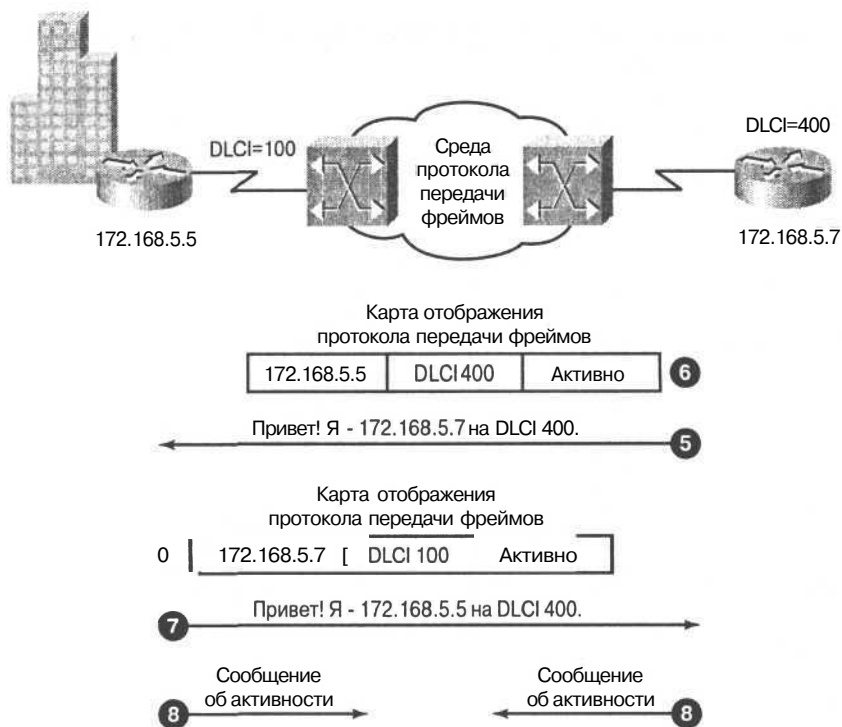 DLCI=100
Среда
протокола
передачи
фреймов
DLCI=400
172.168.5.5
172.168.5.7
Карта отображения
протокола передачи фреймов
172.168.5.5 DLCI 400 Активно 6
Привет! Я - 172.168.5.7 на DLCI 400. 5
Карта отображения
протокола передачи фреймов
0 172.168.5.7 [ DLCI 100 Активно
7 Привет! Я - 172.168.5.5 на DLCI 400.
Сообщение
об активности
8
Сообщение
об активности
8